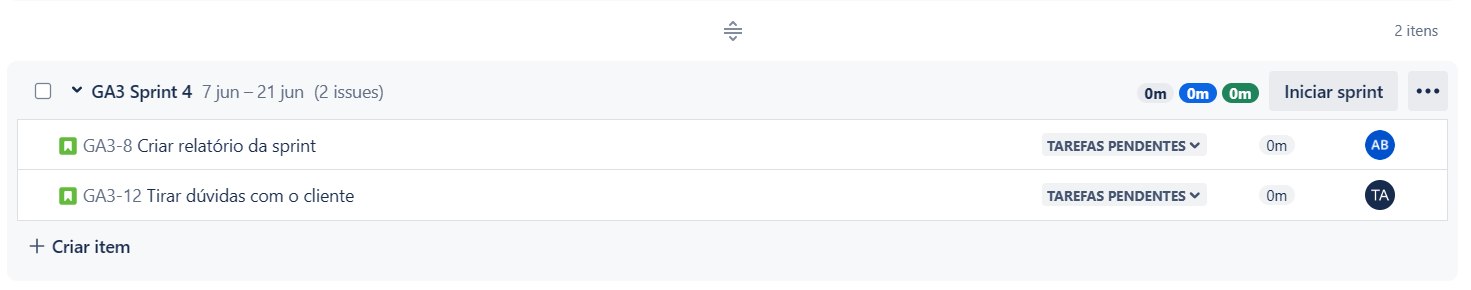 2 itens
GA3 Sprint 4 7 jun – 21 jun (2 issues) 0m 0m 0m Iniciar sprint
GA3-8 Criar relatório da sprint TAREFAS PENDENTES 0m AB
GA3-12 Tirar dúvidas com o cliente TAREFAS PENDENTES 0m TA
+ Criar item